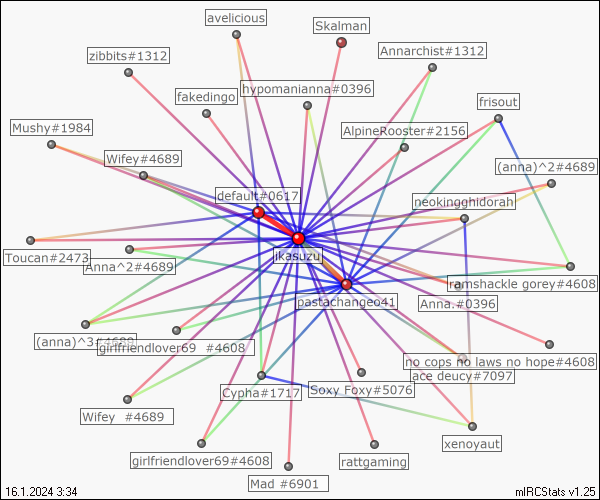 avelicious
Skalman
Annarchist#1312
zibbits#1312
hypomanianna#0396
fakedingo
frisout
Mushy#1984
AlpineRooster#2156
Wifey#4689
(anna)^2#4689
default#0617
neokingghidorah
Toucan#2473
ikasuzu
Anna^2#4689
ramshackle gorey#4608
pastachangeo41
Anna.#0396
(anna)^3#4689
girlfriendlover69 #4608
no cops no laws no hope#4608
ace deucy#7097
Cypha#1717
Soxy Foxy#5076
Wifey #4689
xenoyaut
girlfriendlover69#4608
rattgaming
Mad #6901
16.1.2024 3:34
mIRCStats v1.25